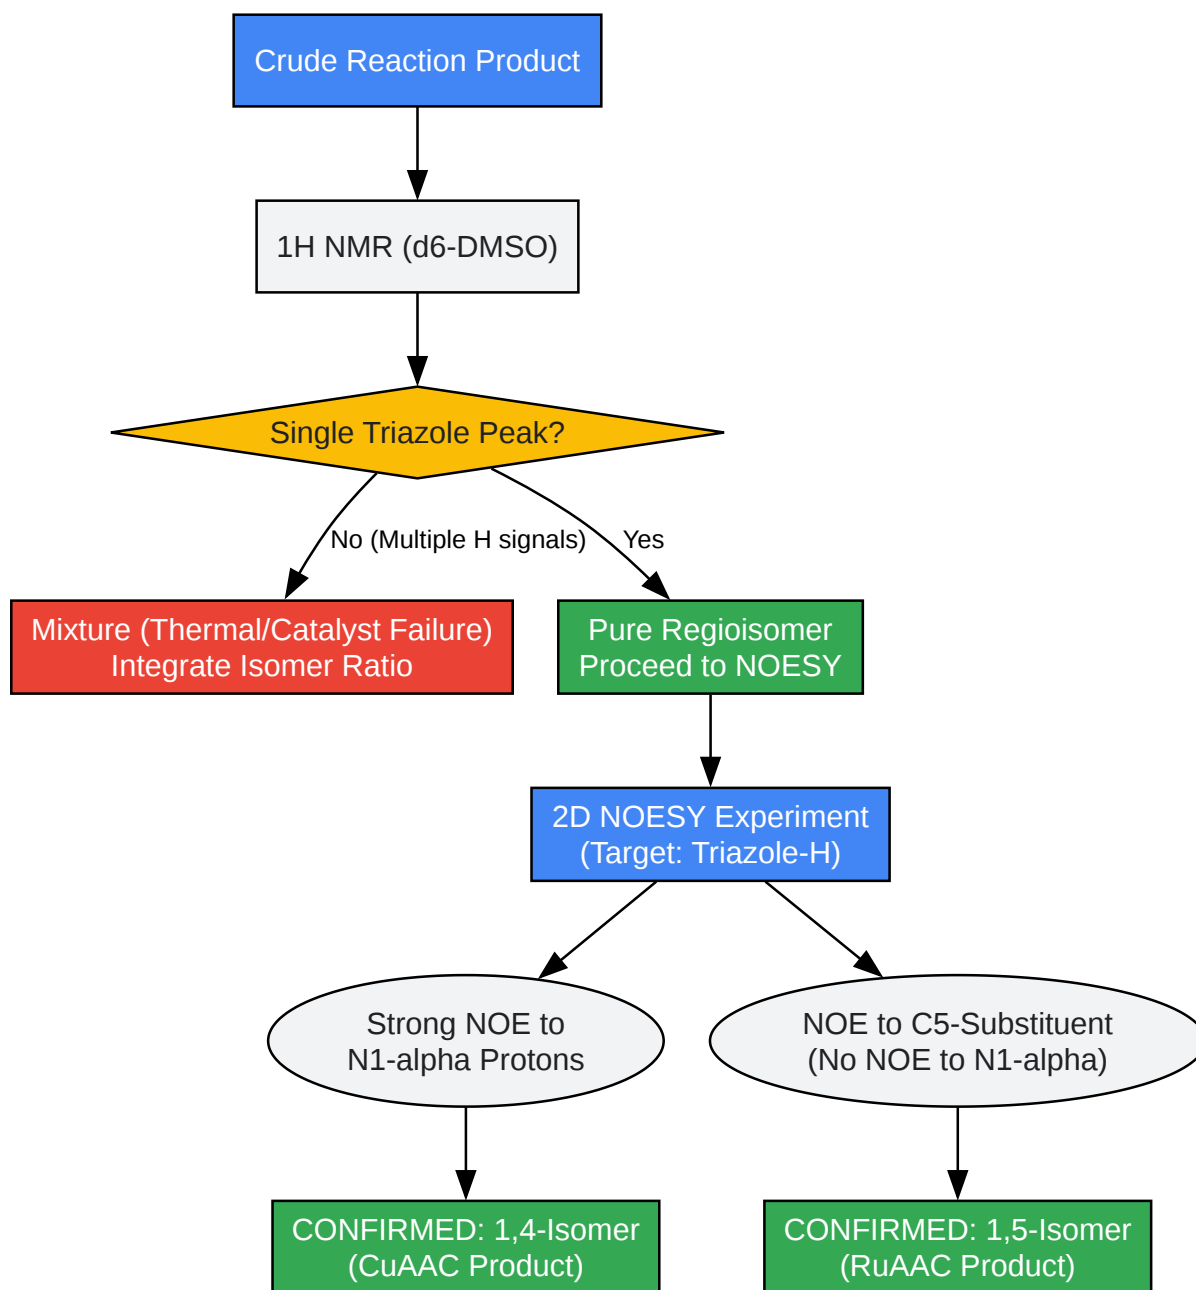 Crude Reaction Product
1H NMR (d6-DMSO)
Single Triazole Peak?
No (Multiple H signals)
Yes
Mixture (Thermal/Catalyst Failure)
Integrate Isomer Ratio
Pure Regioisomer
Proceed to NOESY
2D NOESY Experiment
(Target: Triazole-H)
Strong NOE to
N1-alpha Protons
NOE to C5-Substituent
(No NOE to N1-alpha)
CONFIRMED: 1,4-Isomer
(CuAAC Product)
CONFIRMED: 1,5-Isomer
(RuAAC Product)